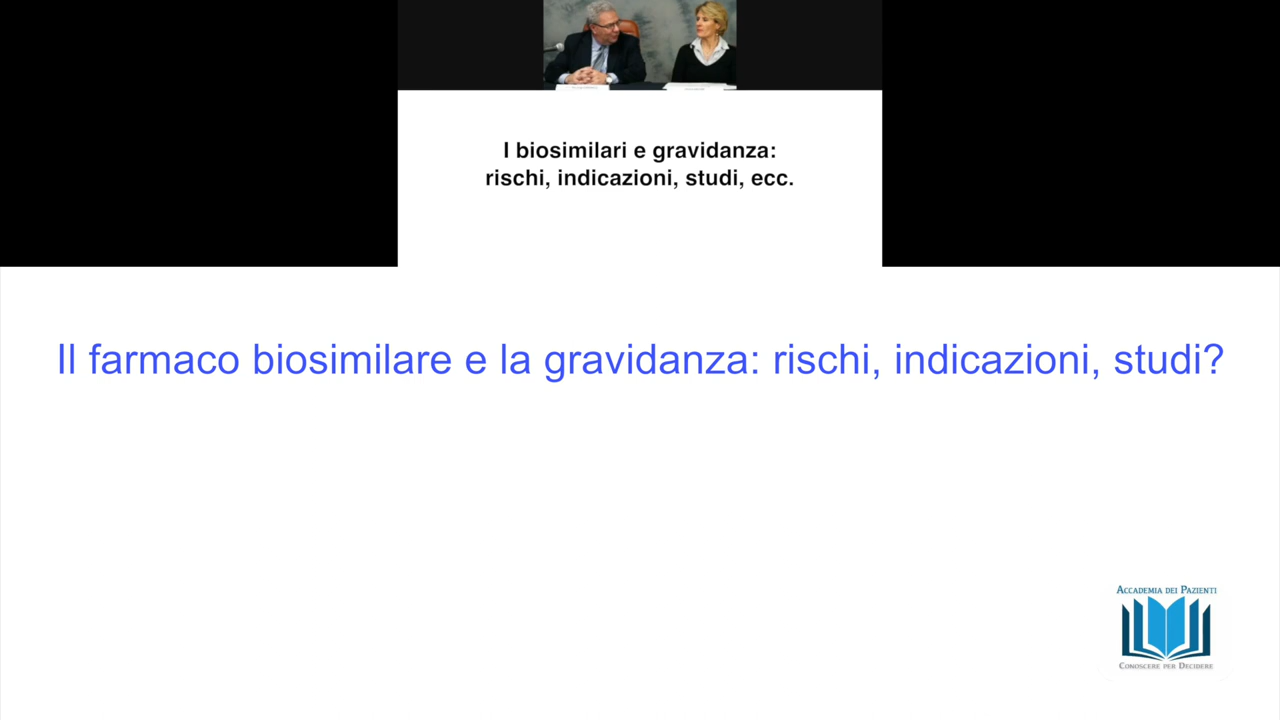 I biosimilari e gravidanza:
rischi, indicazioni, studi, ecc.
Il farmaco biosimilare e la gravidanza: rischi, indicazioni, studi?
Accademia dei Pazienti
Conoscere per Decidere